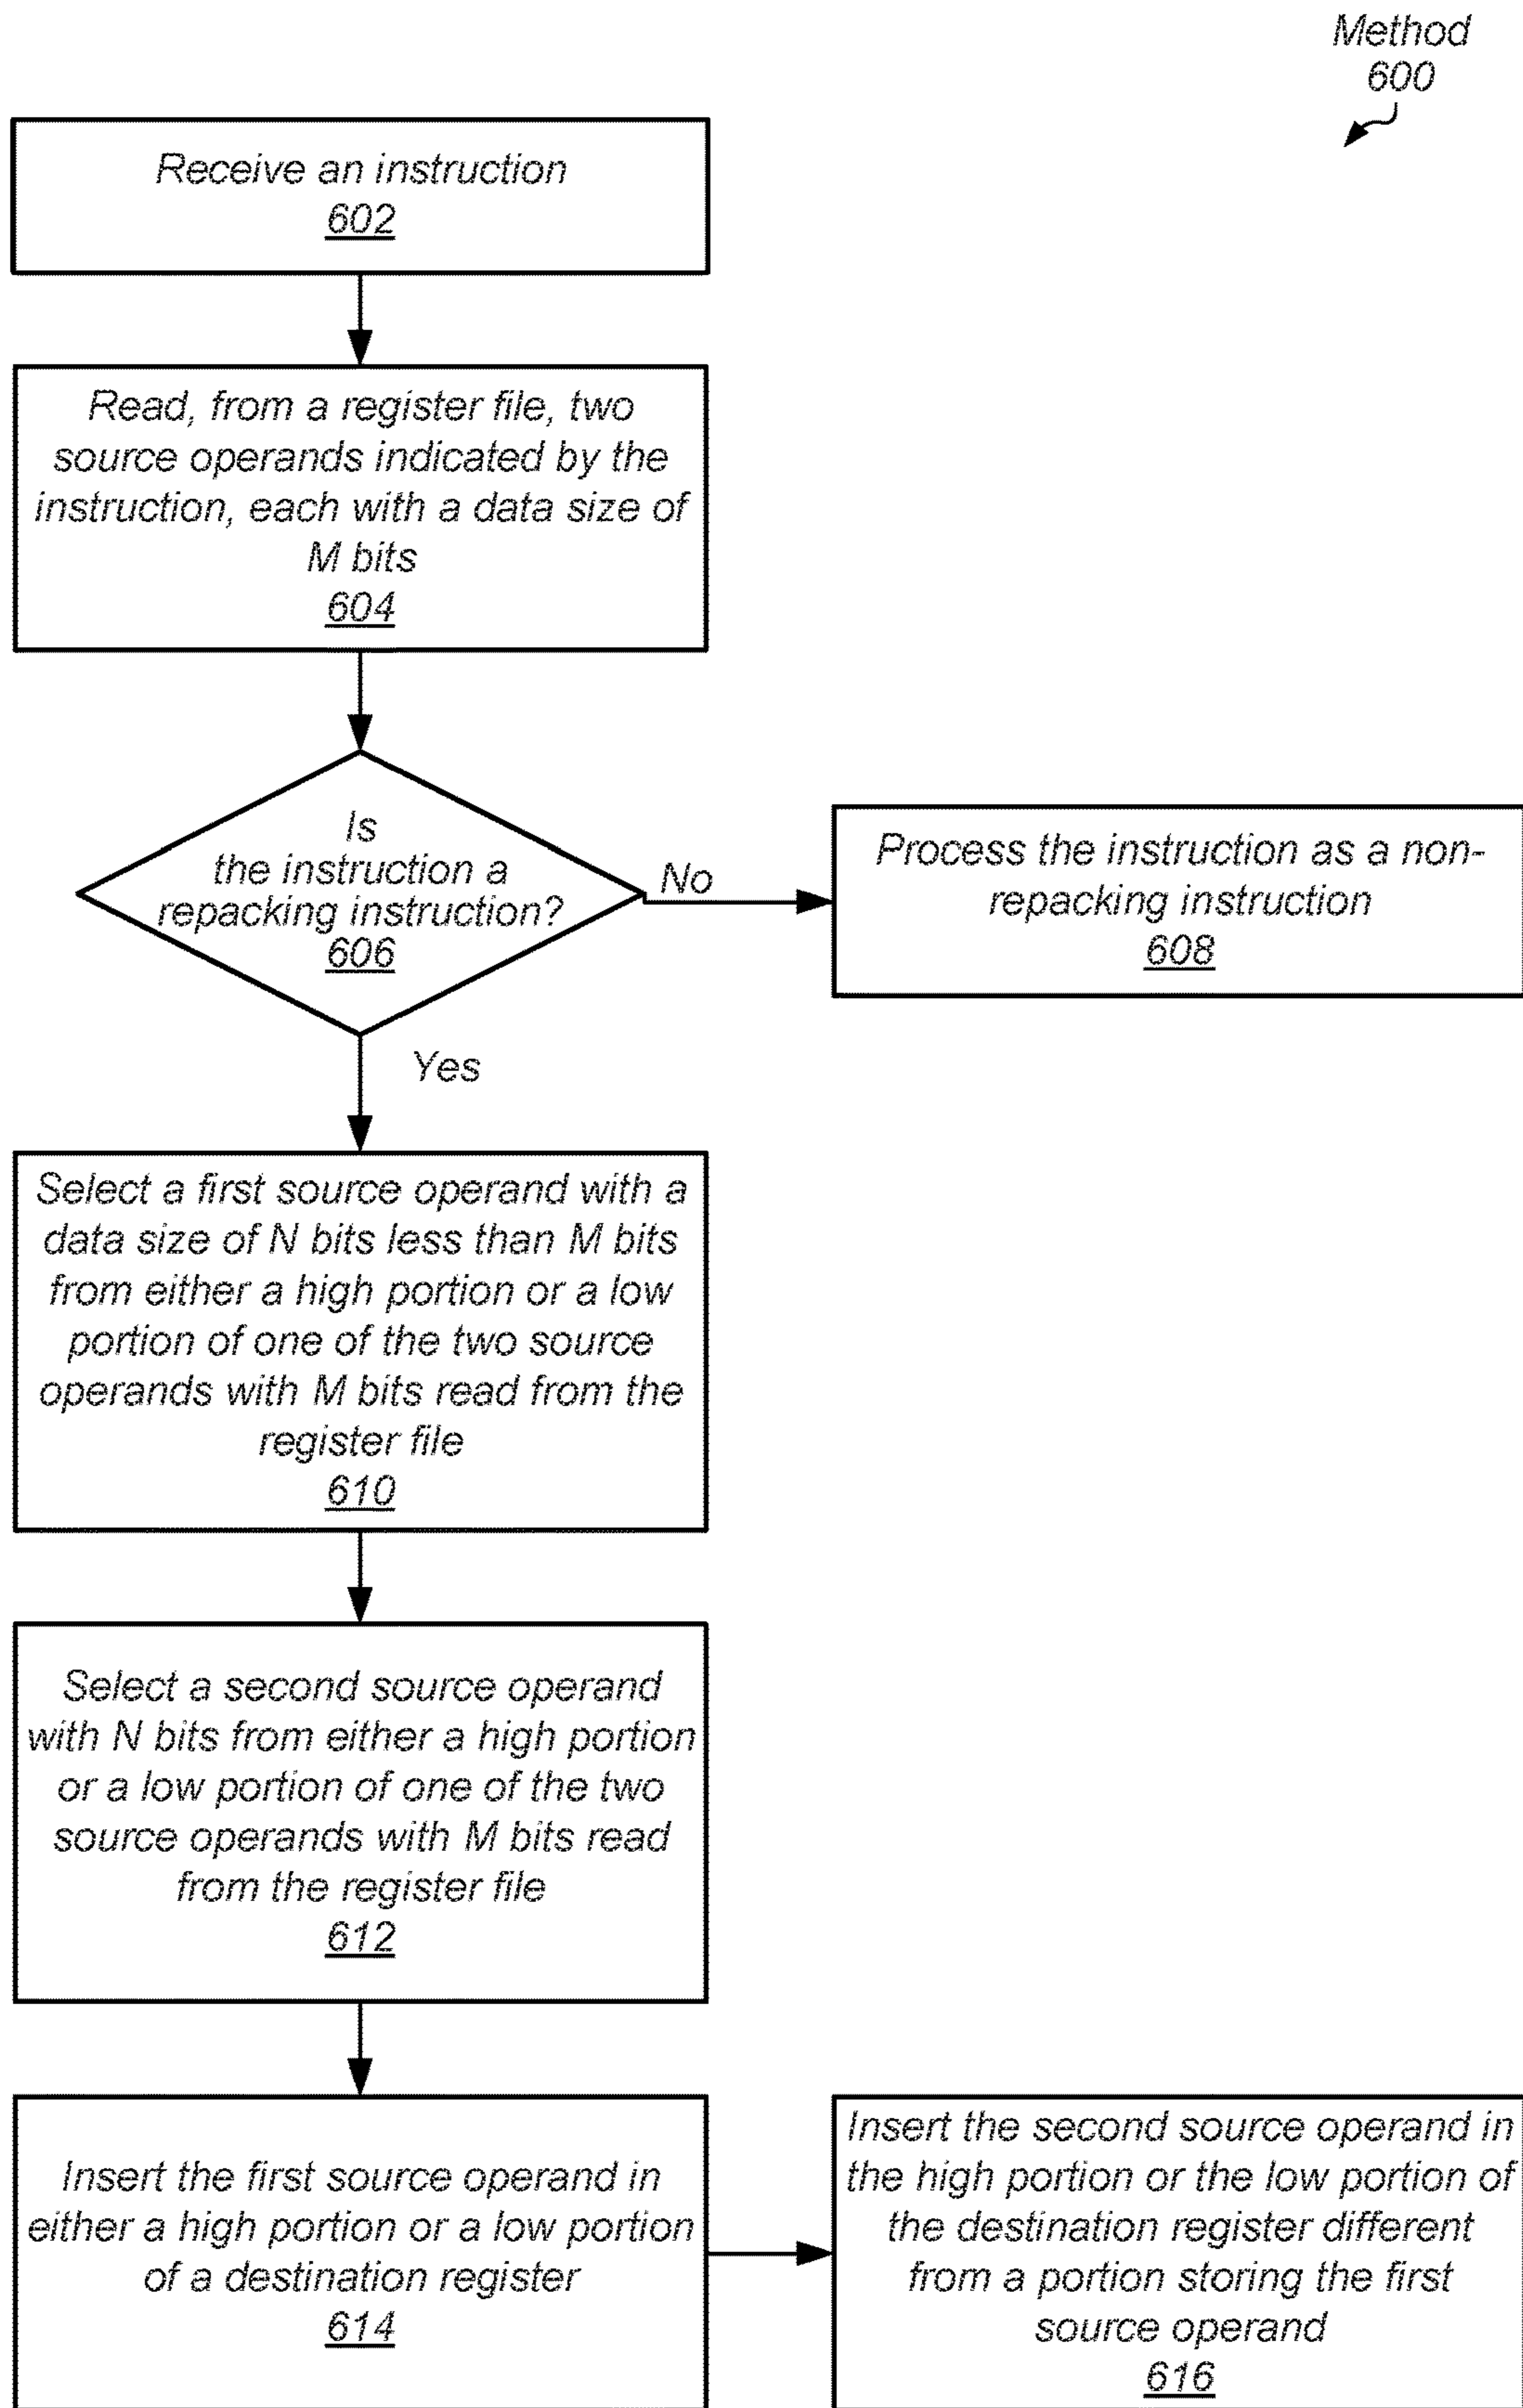 Method
600
Receive an instruction
602
Read, from a register file, two
source operands indicated by the
instruction, each with a data size of
M bits
604
Is
the instruction a
repacking instruction?
606
No
Process the instruction as a non-
repacking instruction
608
Yes
Select a first source operand with a
data size of N bits less than M bits
from either a high portion or a low
portion of one of the two source
operands with M bits read from the
register file
610
Select a second source operand
with N bits from either a high portion
or a low portion of one of the two
source operands with M bits read
from the register file
612
Insert the first source operand in
either a high portion or a low portion
of a destination register
614
Insert the second source operand in
the high portion or the low portion of
the destination register different
from a portion storing the first
source operand
616